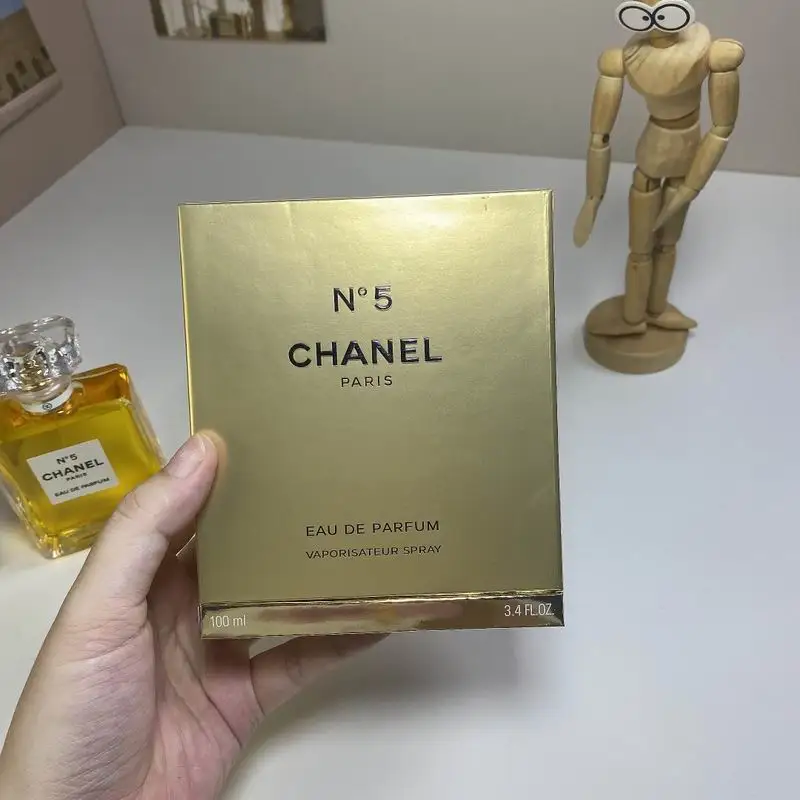 N°5
CHANEL
PARIS
EAU DE PARFUM
VAPORISATEUR SPRAY
100 ml
3.4 FL.OZ.
N°5
CHANEL
PARIS
EAU DE PARFUM